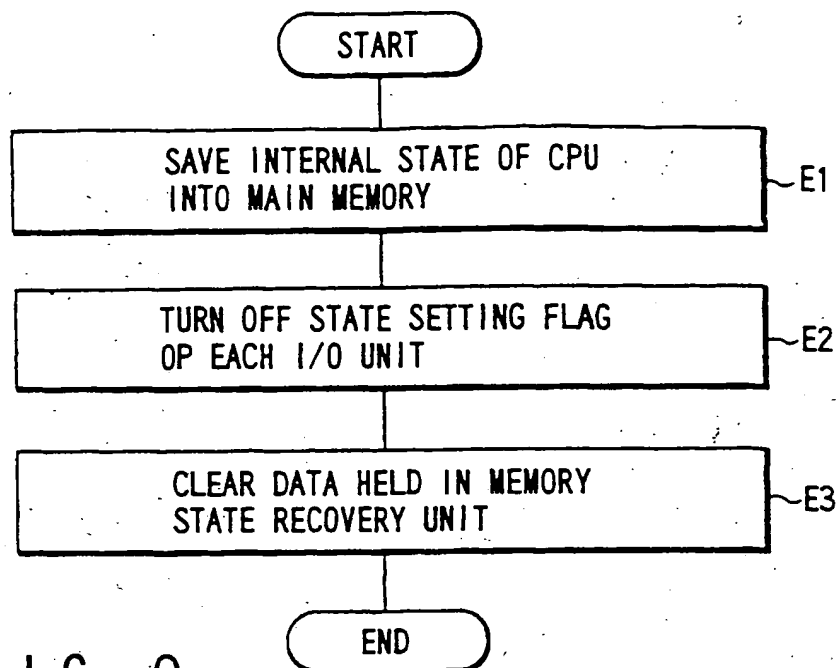 START
SAVE INTERNAL STATE OF CPU
INTO MAIN MEMORY
E1
TURN OFF STATE SETTING FLAG
OP EACH I/O UNIT
E2
CLEAR DATA HELD IN MEMORY
STATE RECOVERY UNIT
E3
END